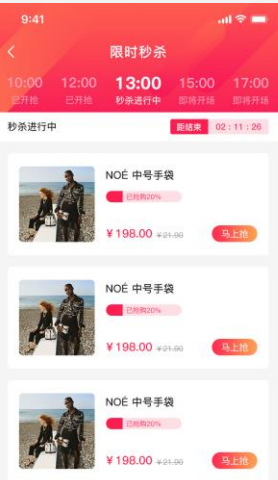 9:41
限时秒杀
10:00 12:00 13:00 15:00 17:00
已开抢 已开抢 秒杀进行中 即将开场 即将开场
秒杀进行中 距结束 02 : 11 : 26
NOÉ 中号手袋
已抢购20%
¥198.00 ¥21.90 马上抢
NOÉ 中号手袋
已抢购20%
¥198.00 ¥21.90 马上抢
NOÉ 中号手袋
已抢购20%
¥198.00 ¥21.90 马上抢